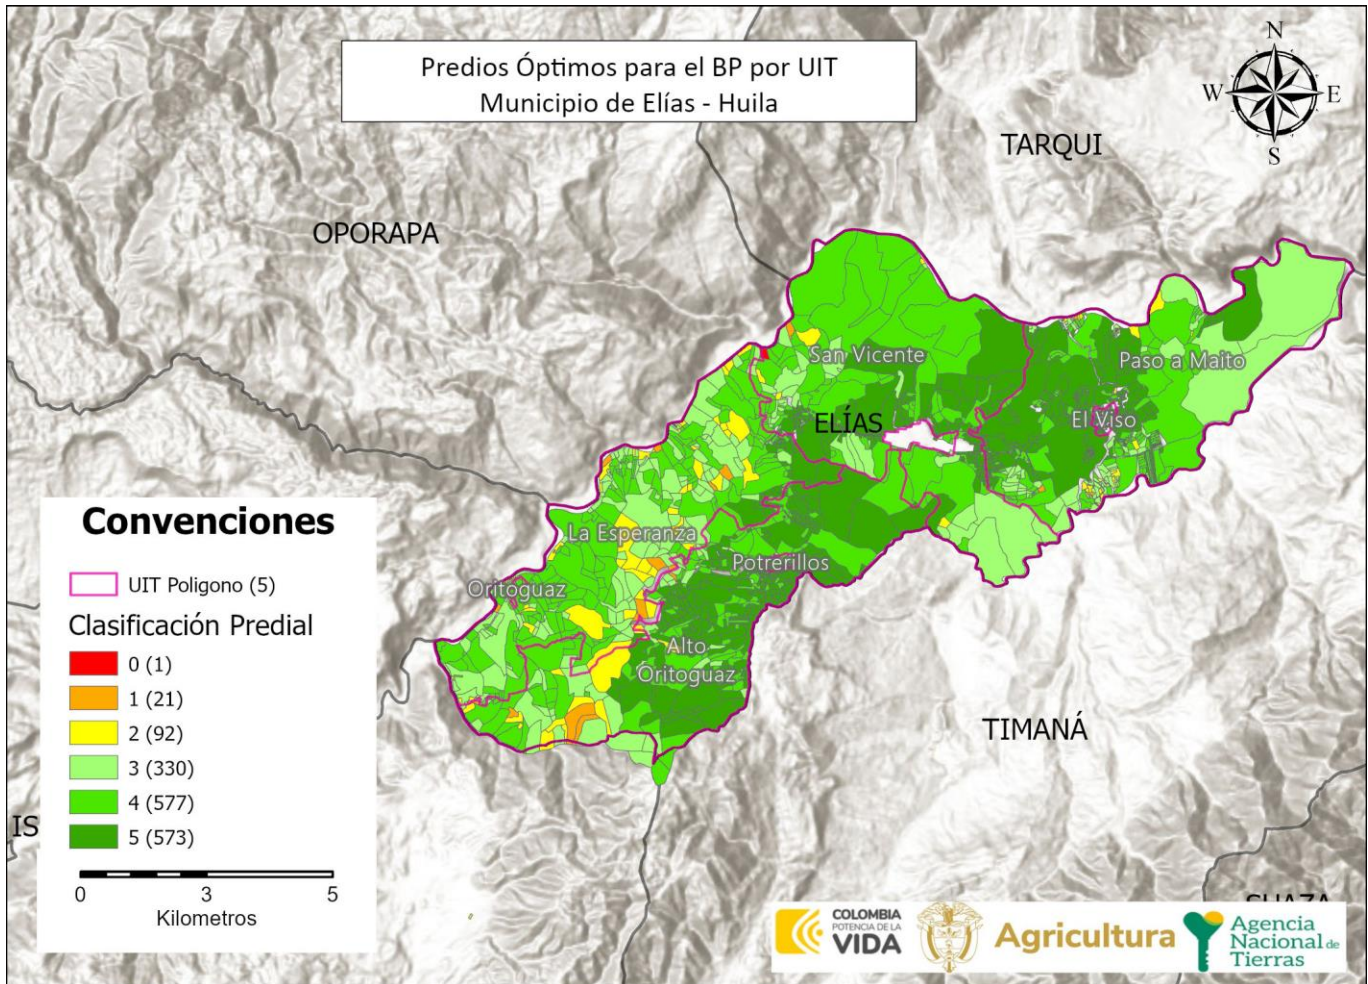 Predios Óptimos para el BP por UIT
Municipio de Elías - Huila
N
W
E
S
TARQUI
OPORAPA
San Vicente
Paso a Maito
ELÍAS
El Viso
La Esperanza
Potrerillos
Oritoguaz
Alto
Oritoguaz
TIMANÁ
IS
Convenciones
UIT Poligono (5)
Clasificación Predial
0 (1)
1 (21)
2 (92)
3 (330)
4 (577)
5 (573)
0
3
5
Kilometros
SUAZA
COLOMBIA
POTENCIA DE LA
VIDA
Agricultura
Agencia
Nacional de
Tierras